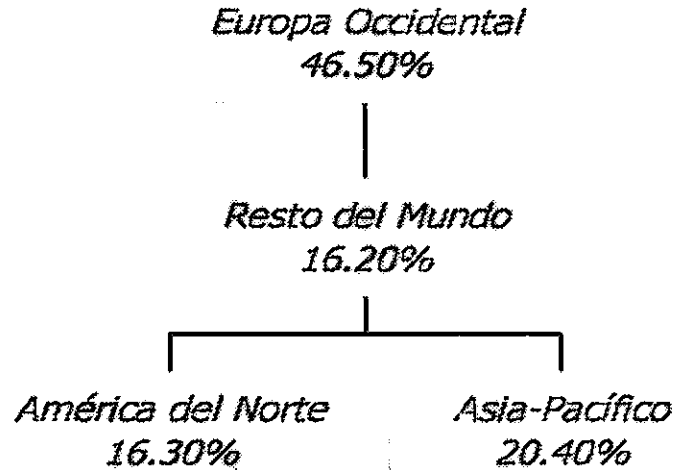 Europa Occidental
46.50%
Resto del Mundo
16.20%
América del Norte
16.30%
Asia-Pacífico
20.40%